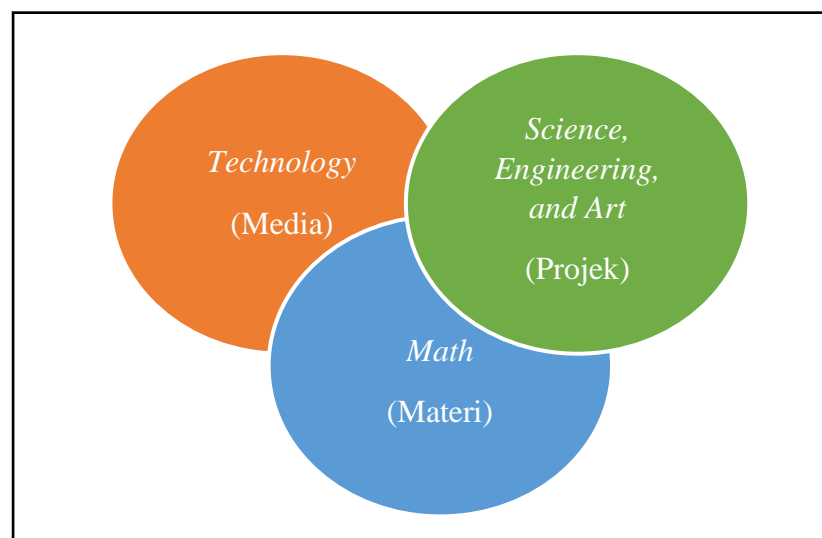 Technology
(Media)
Science,
Engineering,
and Art
(Projek)
Math
(Materi)